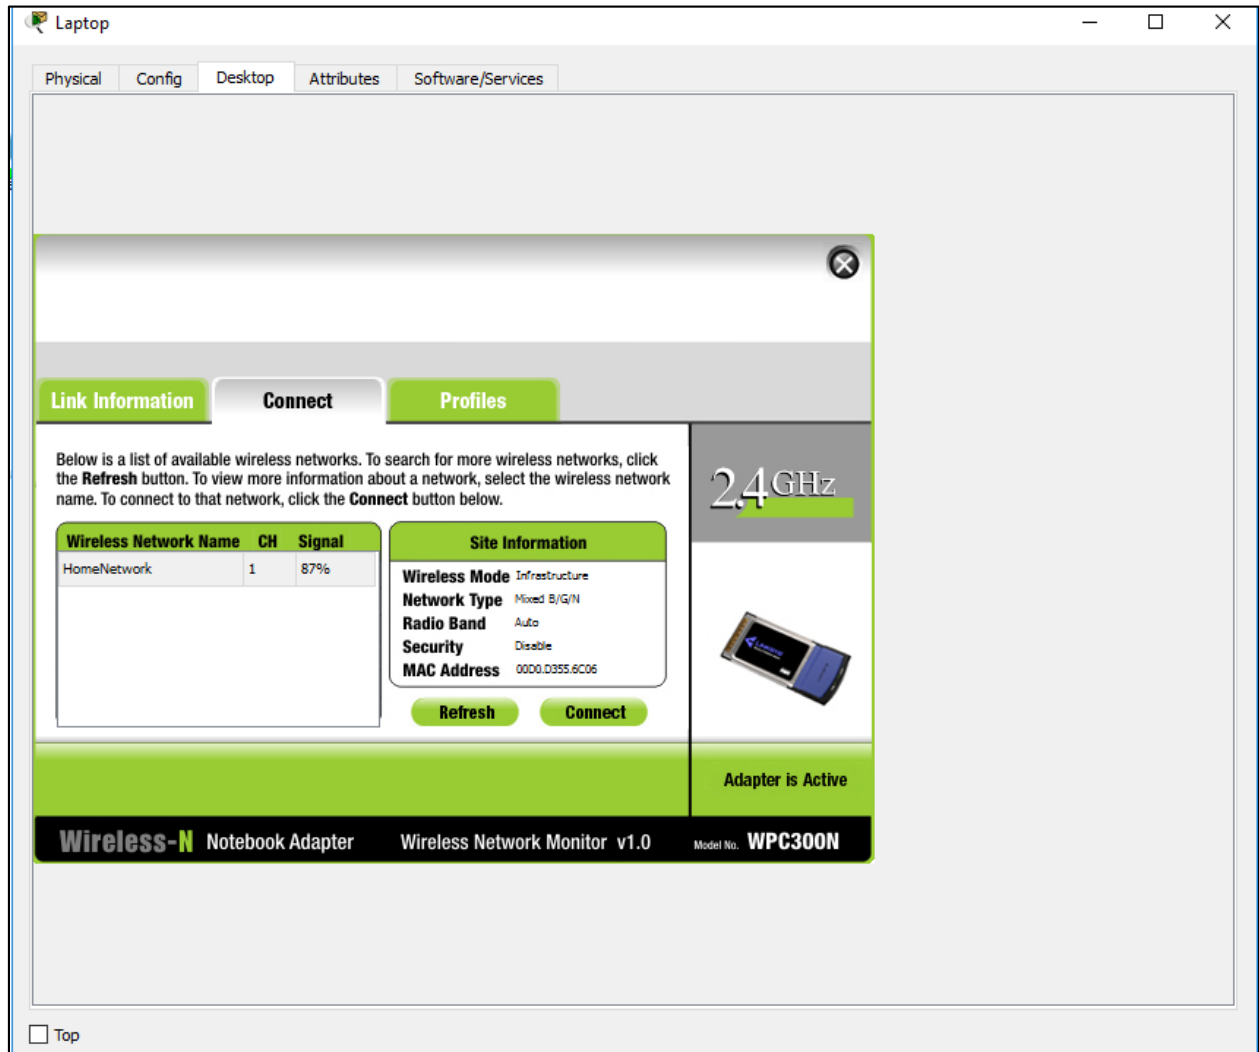 Laptop
Physical Config Desktop Attributes Software/Services
Link Information Connect Profiles
Below is a list of available wireless networks. To search for more wireless networks, click
the Refresh button. To view more information about a network, select the wireless network
name. To connect to that network, click the Connect button below.
2.4GHz
Wireless Network Name CH Signal
HomeNetwork 1 87%
Site Information
Wireless Mode Infrastructure
Network Type Mixed B/G/N
Radio Band Auto
Security Disable
MAC Address 00D0.D355.6C06
Refresh Connect
Adapter is Active
Wireless-N Notebook Adapter Wireless Network Monitor v1.0 Model No. WPC300N
Top